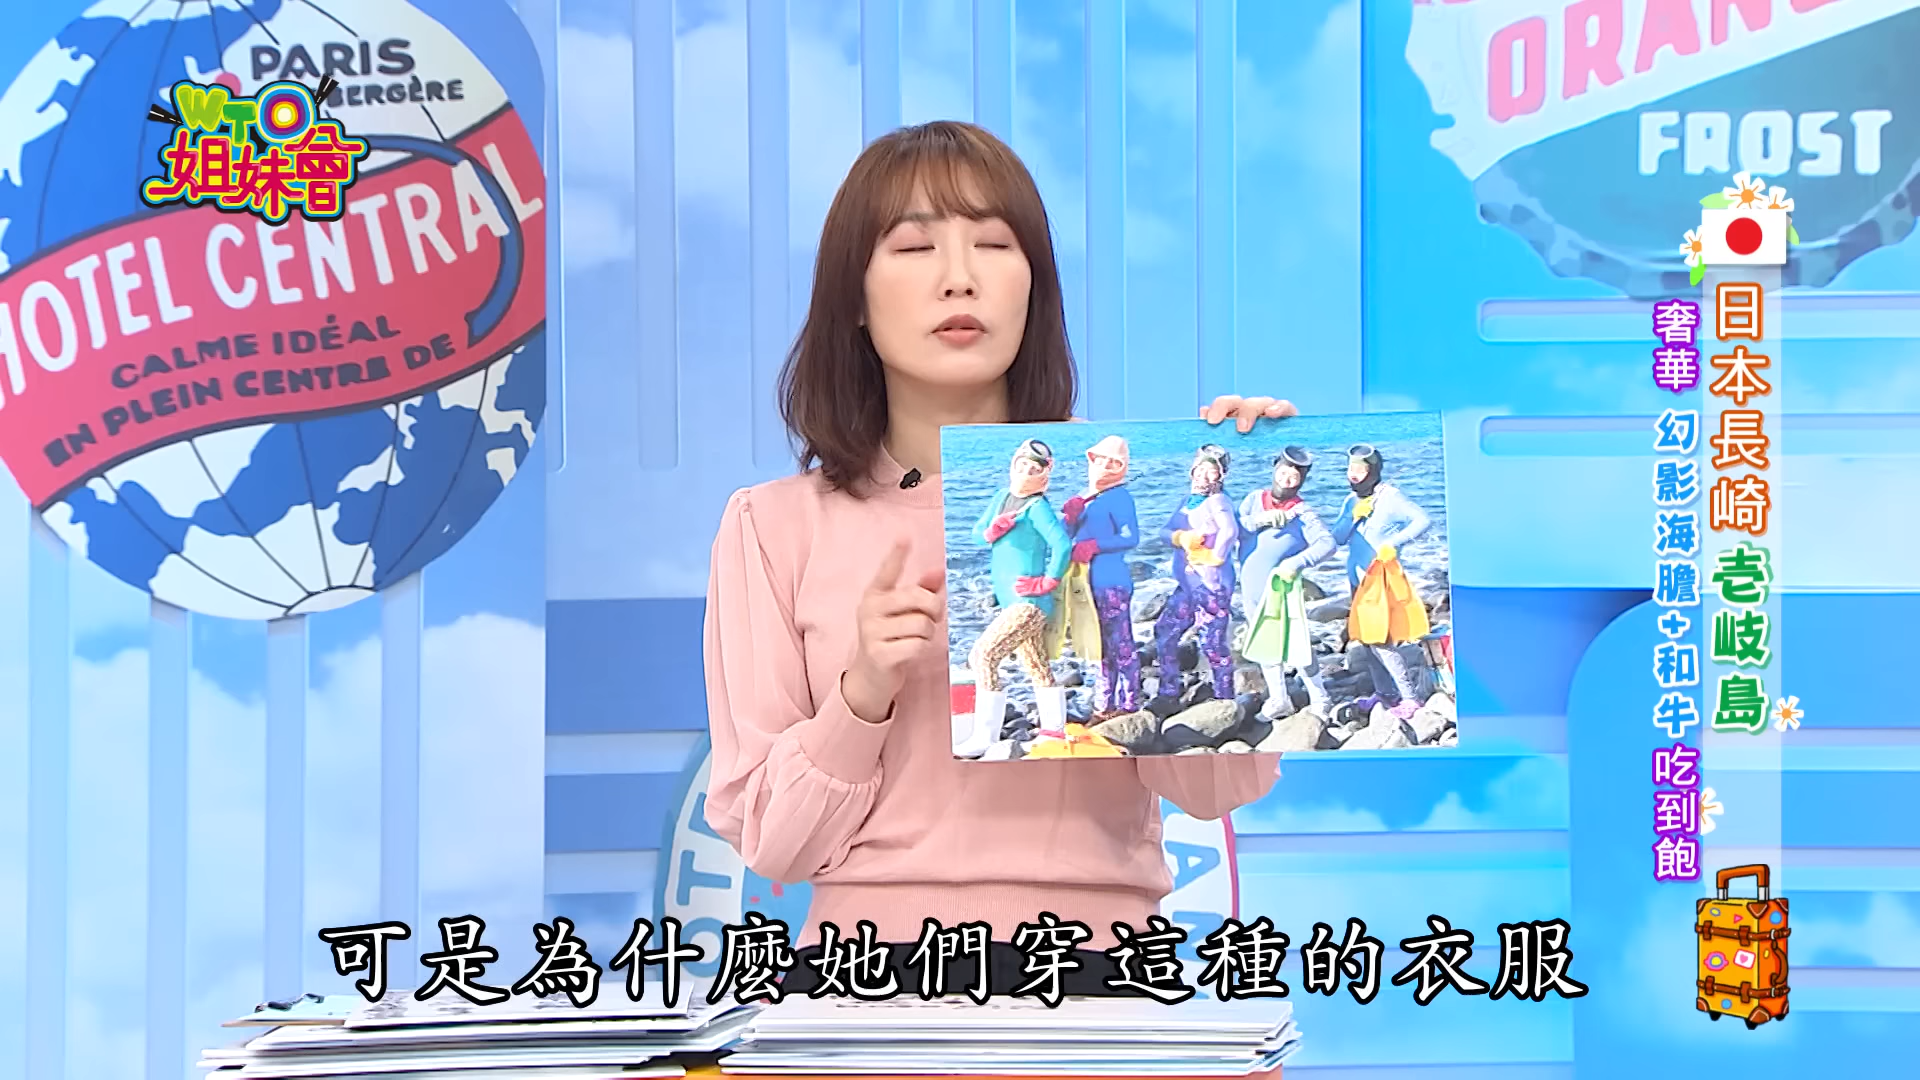 PARIS
BERGÈRE
WTO
姐妹會
HOTEL CENTRAL
CALME IDÉAL
EN PLEIN CENTRE DE
FROST
日本長崎 壱岐島
奢華 幻影海膽+和牛吃到飽
可是為什麼她們穿這種的衣服